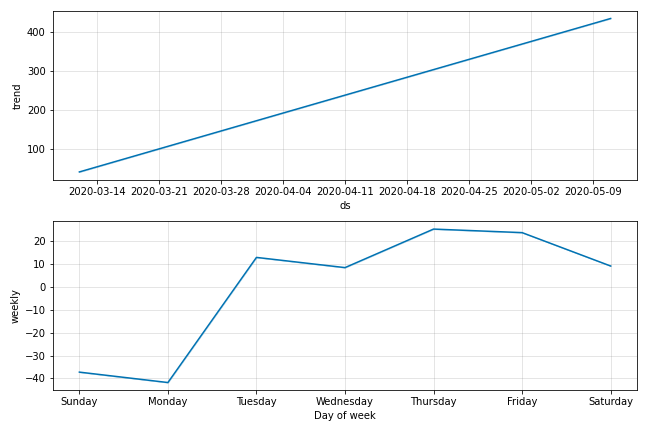 400
300
200
100
trend
2020-03-14 2020-03-21 2020-03-28 2020-04-04 2020-04-11 2020-04-18 2020-04-25 2020-05-02 2020-05-09
ds
20
10
0
−10
−20
−30
−40
weekly
Sunday Monday Tuesday Wednesday Thursday Friday Saturday
Day of week